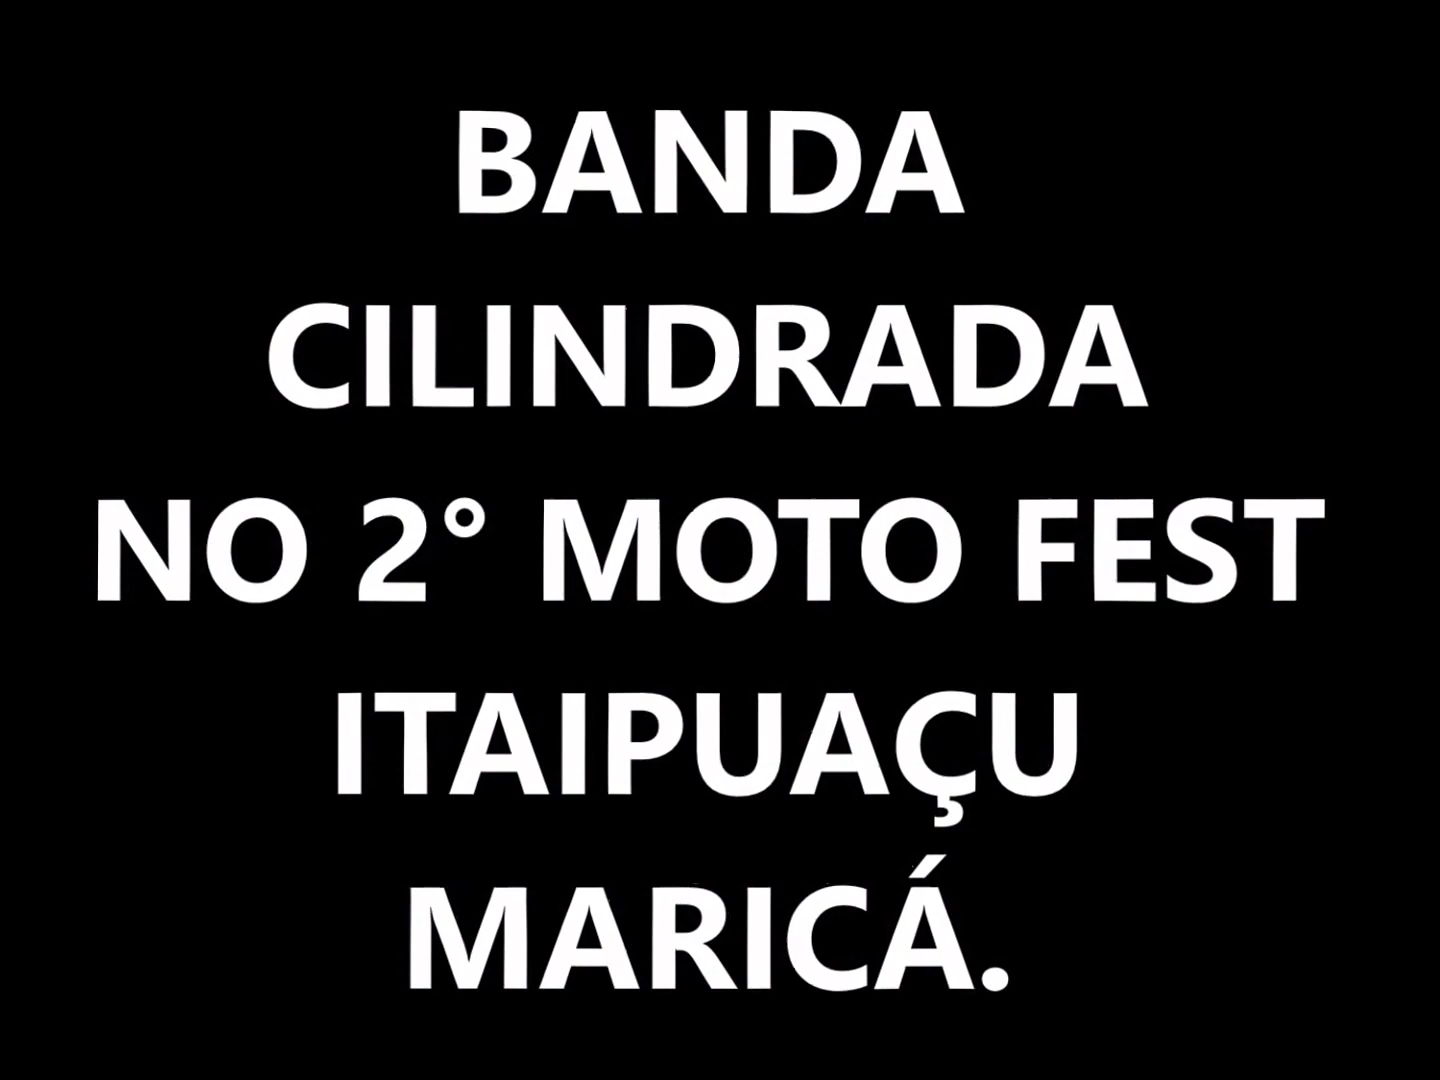 BANDA
CILINDRADA
NO 2° MOTO FEST
ITAIPUAÇU
MARICÁ.